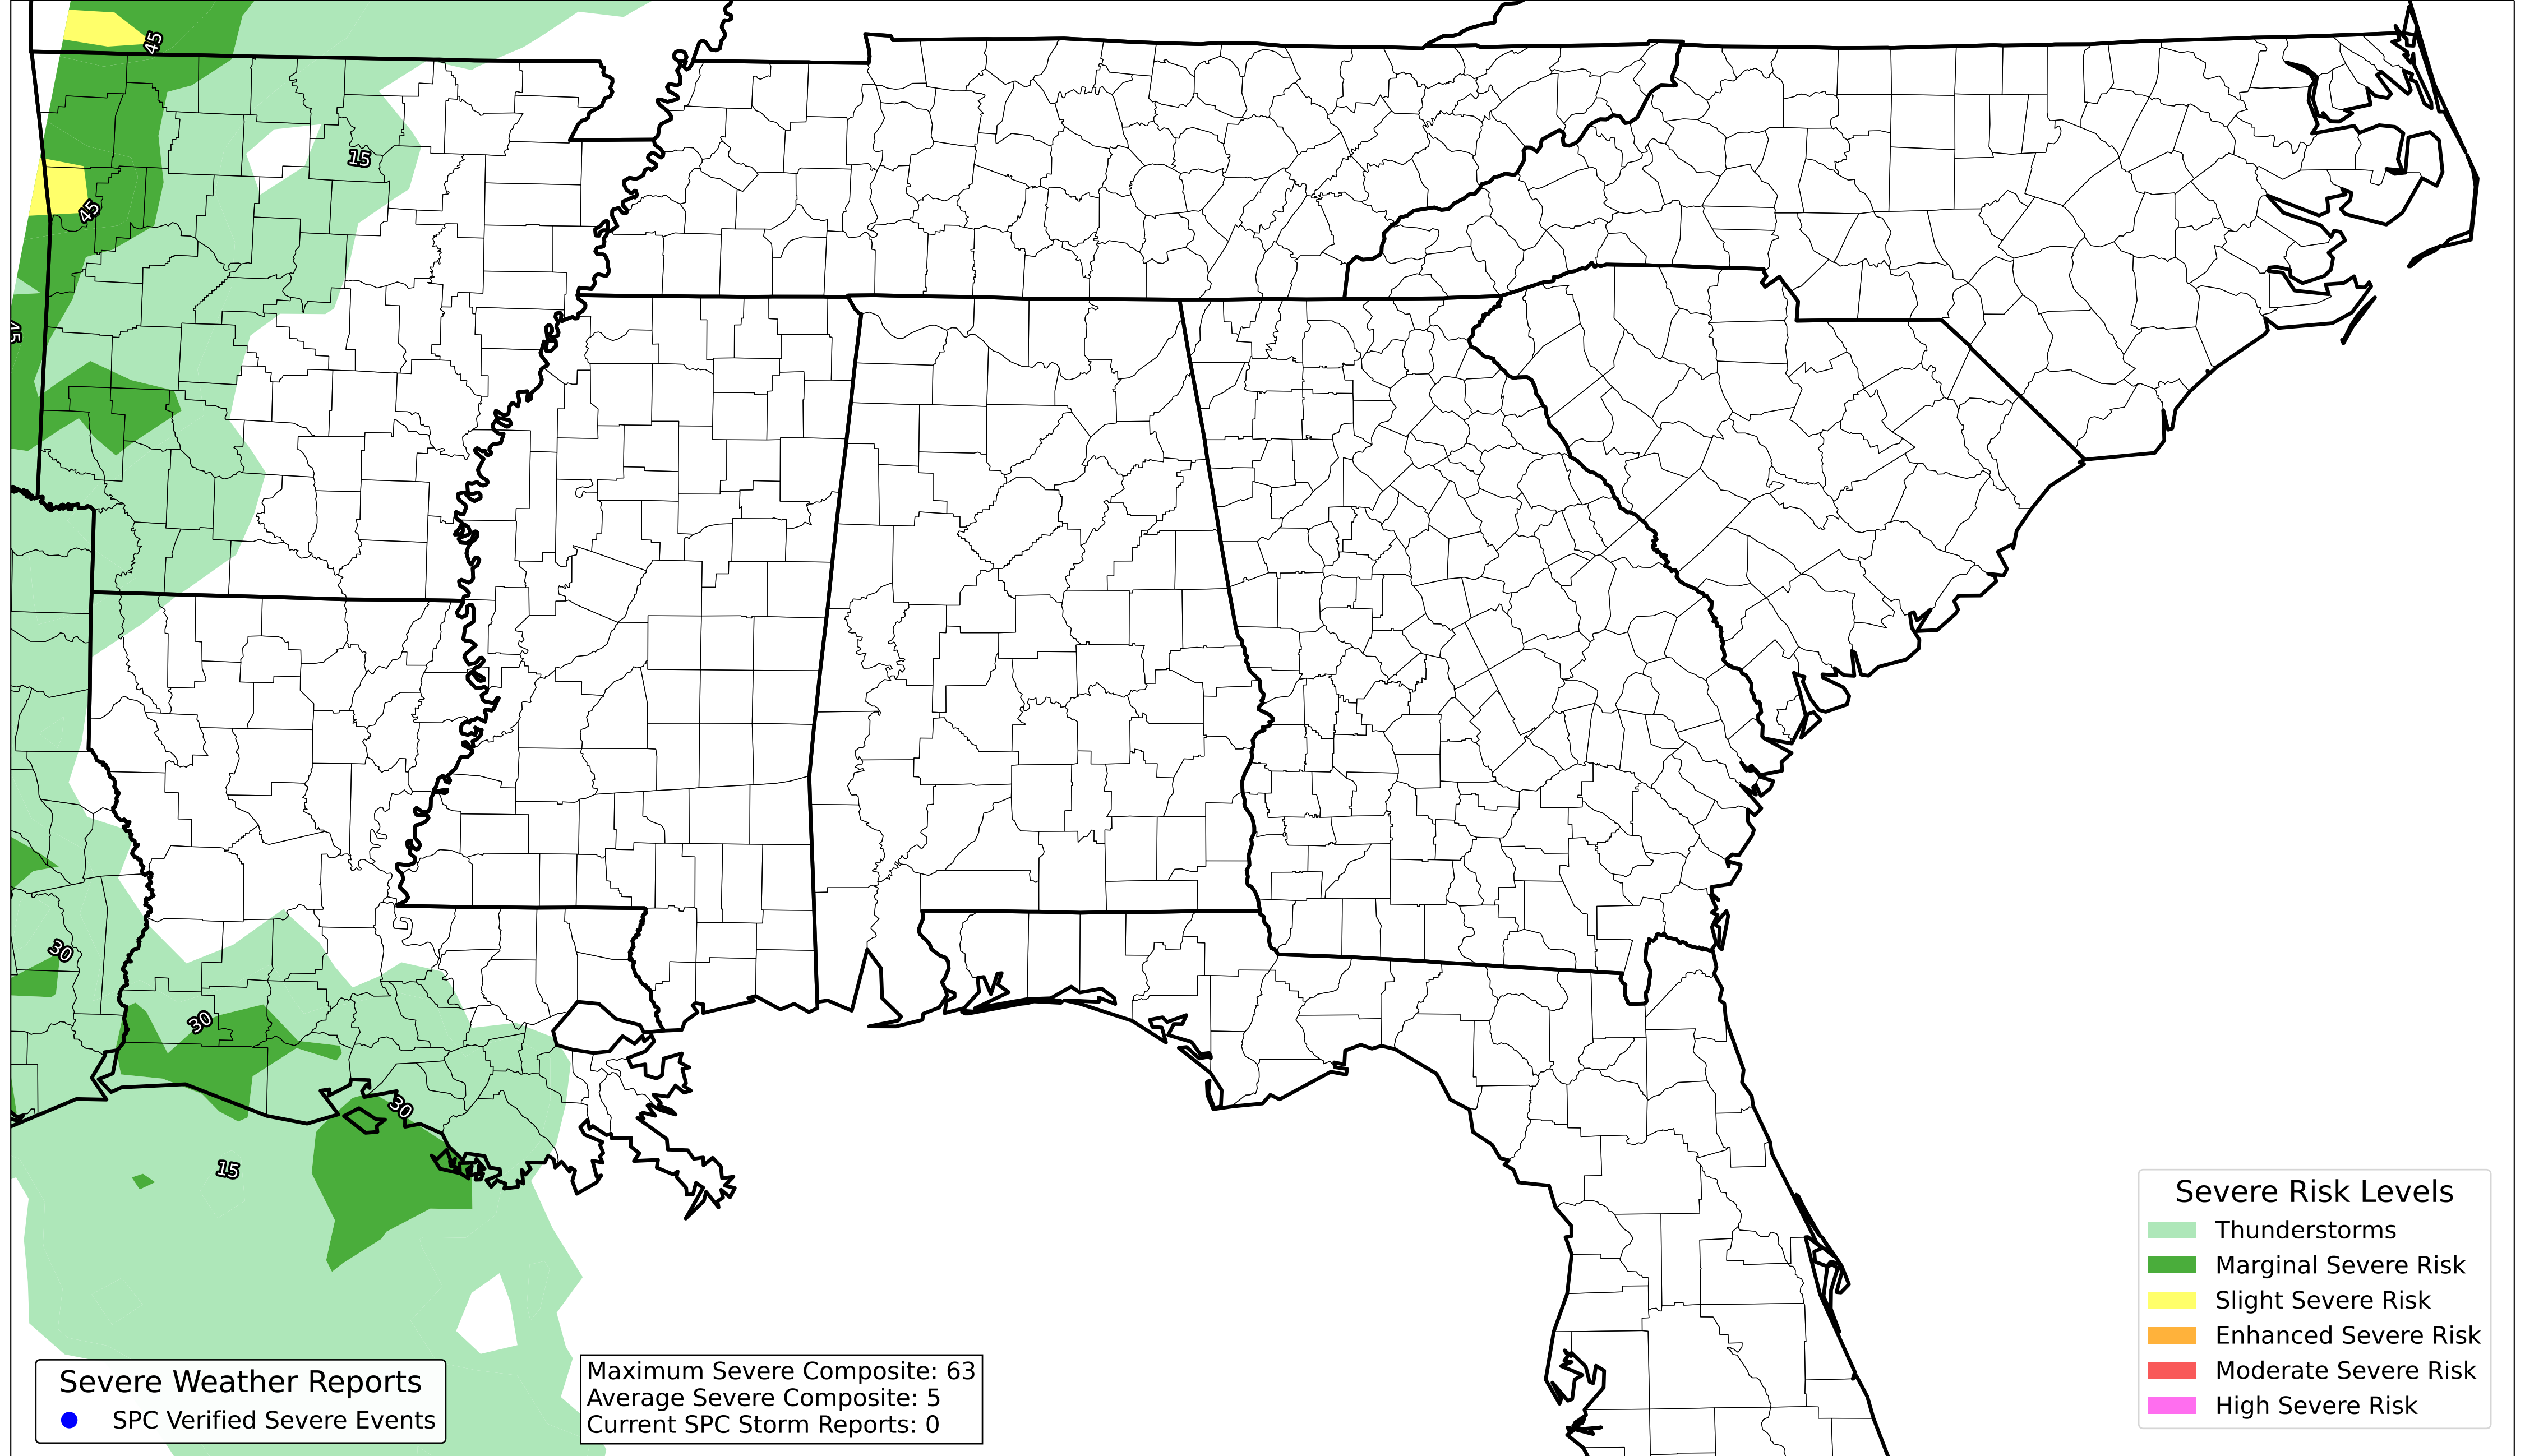 45
15
45
45
30
30
30
15
Severe Weather Reports
SPC Verified Severe Events
Maximum Severe Composite: 63
Average Severe Composite: 5
Current SPC Storm Reports: 0
Severe Risk Levels
Thunderstorms
Marginal Severe Risk
Slight Severe Risk
Enhanced Severe Risk
Moderate Severe Risk
High Severe Risk